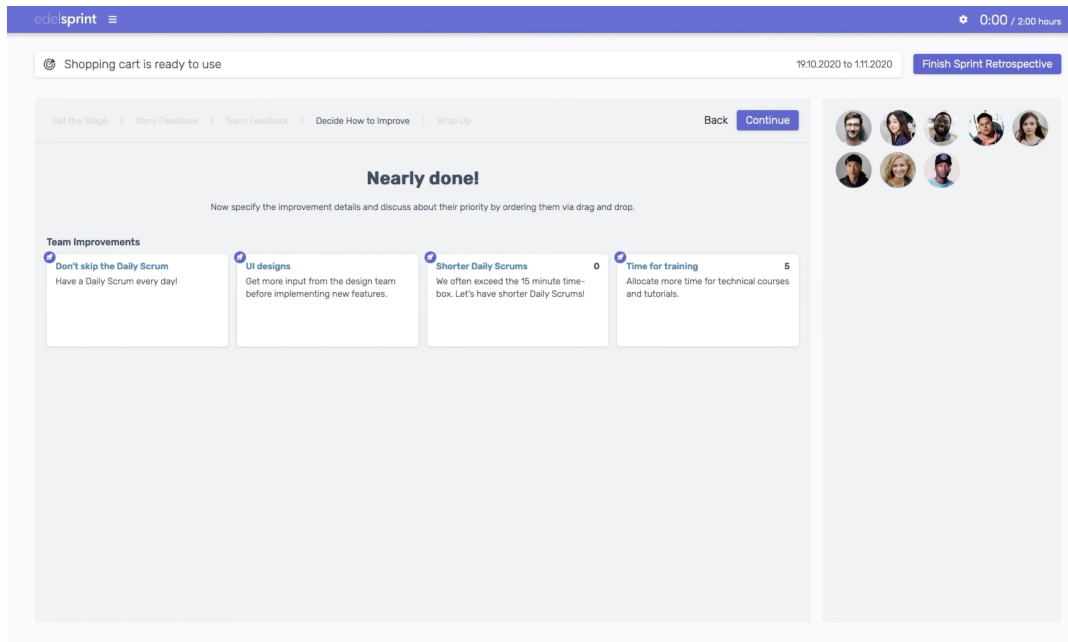 edelsprint
0:00 / 2:00 hours
Shopping cart is ready to use
19.10.2020 to 1.11.2020
Finish Sprint Retrospective
Set the Stage
Story Feedback
Team Feedback
Decide How to Improve
Wrap Up
Back
Continue
Nearly done!
Now specify the improvement details and discuss about their priority by ordering them via drag and drop.
Team Improvements
Don't skip the Daily Scrum
Have a Daily Scrum every day!
UI designs
Get more input from the design team
before implementing new features.
Shorter Daily Scrums 0
We often exceed the 15 minute time-
box. Let's have shorter Daily Scrums!
Time for training 5
Allocate more time for technical courses
and tutorials.